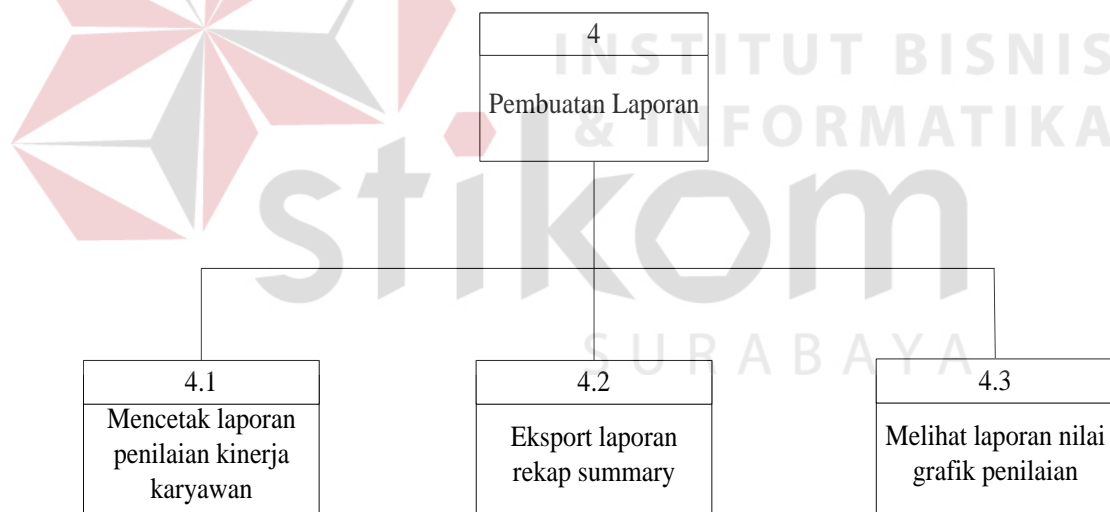 4
Pembuatan Laporan
INSTITUT BISNIS
& INFORMATIKA
stikom
SURABAYA
4.1
Mencetak laporan
penilaian kinerja
karyawan
4.2
Eksport laporan
rekap summary
4.3
Melihat laporan nilai
grafik penilaian